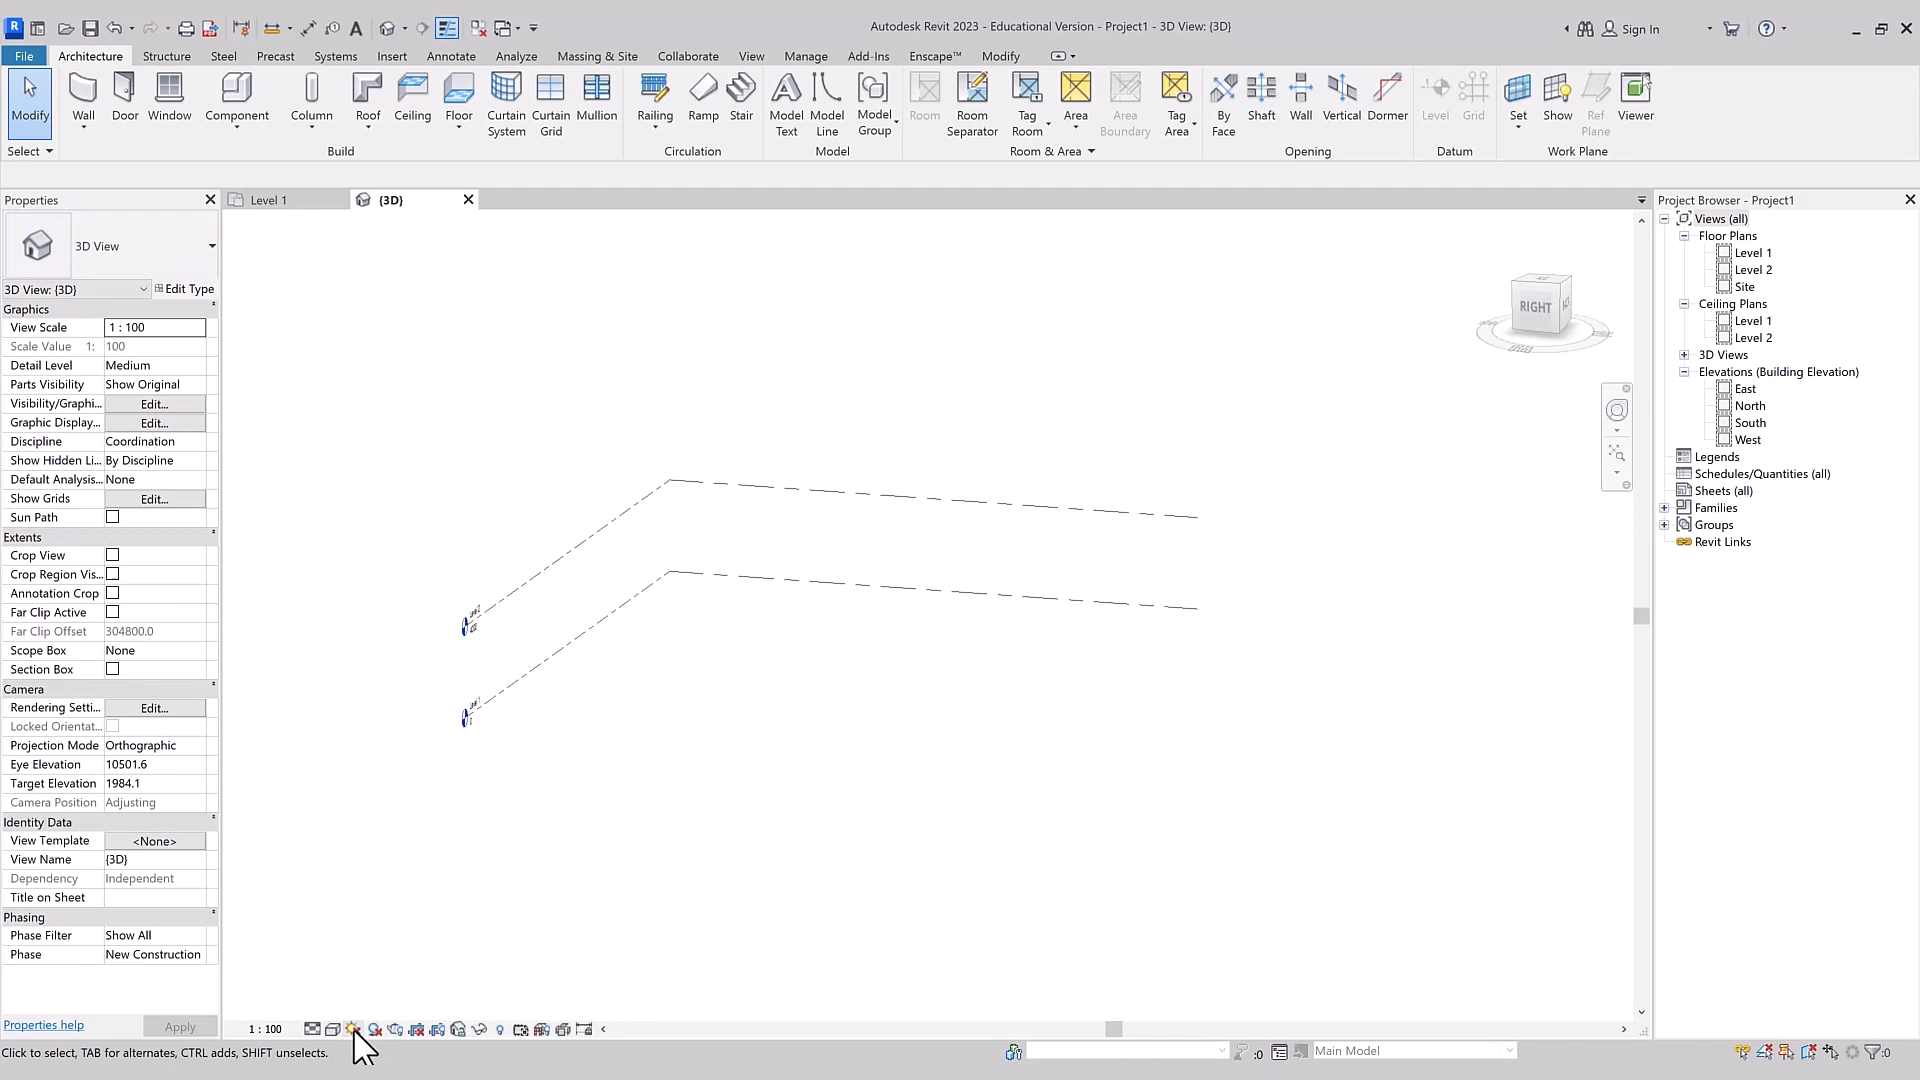 Autodesk Revit 2023 - Educational Version - Project1 - 3D View: {3D}
Sign In
File Architecture Structure Steel Precast Systems Insert Annotate Analyze Massing & Site Collaborate View Manage Add-Ins Enscape™ Modify
Modify Wall Door Window Component Column Roof Ceiling Floor Curtain System Curtain Grid Mullion Railing Ramp Stair Model Text Model Line Model Group Room Room Separator Tag Room Area Area Boundary Tag Area By Face Shaft Wall Vertical Dormer Level Grid Set Show Ref Plane Viewer
Select Build Circulation Model Room & Area Opening Datum Work Plane
Properties
3D View
3D View: {3D} Edit Type
Graphics
View Scale 1 : 100
Scale Value 1: 100
Detail Level Medium
Parts Visibility Show Original
Visibility/Graphi... Edit...
Graphic Display... Edit...
Discipline Coordination
Show Hidden Li... By Discipline
Default Analysis... None
Show Grids Edit...
Sun Path
Extents
Crop View
Crop Region Vis...
Annotation Crop
Far Clip Active
Far Clip Offset 304800.0
Scope Box None
Section Box
Camera
Rendering Setti... Edit...
Locked Orientat...
Projection Mode Orthographic
Eye Elevation 10501.6
Target Elevation 1984.1
Camera Position Adjusting
Identity Data
View Template <None>
View Name {3D}
Dependency Independent
Title on Sheet
Phasing
Phase Filter Show All
Phase New Construction
Properties help Apply
Level 1 {3D}
RIGHT
Project Browser - Project1
Views (all)
Floor Plans
Level 1
Level 2
Site
Ceiling Plans
Level 1
Level 2
3D Views
Elevations (Building Elevation)
East
North
South
West
Legends
Schedules/Quantities (all)
Sheets (all)
Families
Groups
Revit Links
1 : 100
Click to select, TAB for alternates, CTRL adds, SHIFT unselects.
:0
Main Model
:0